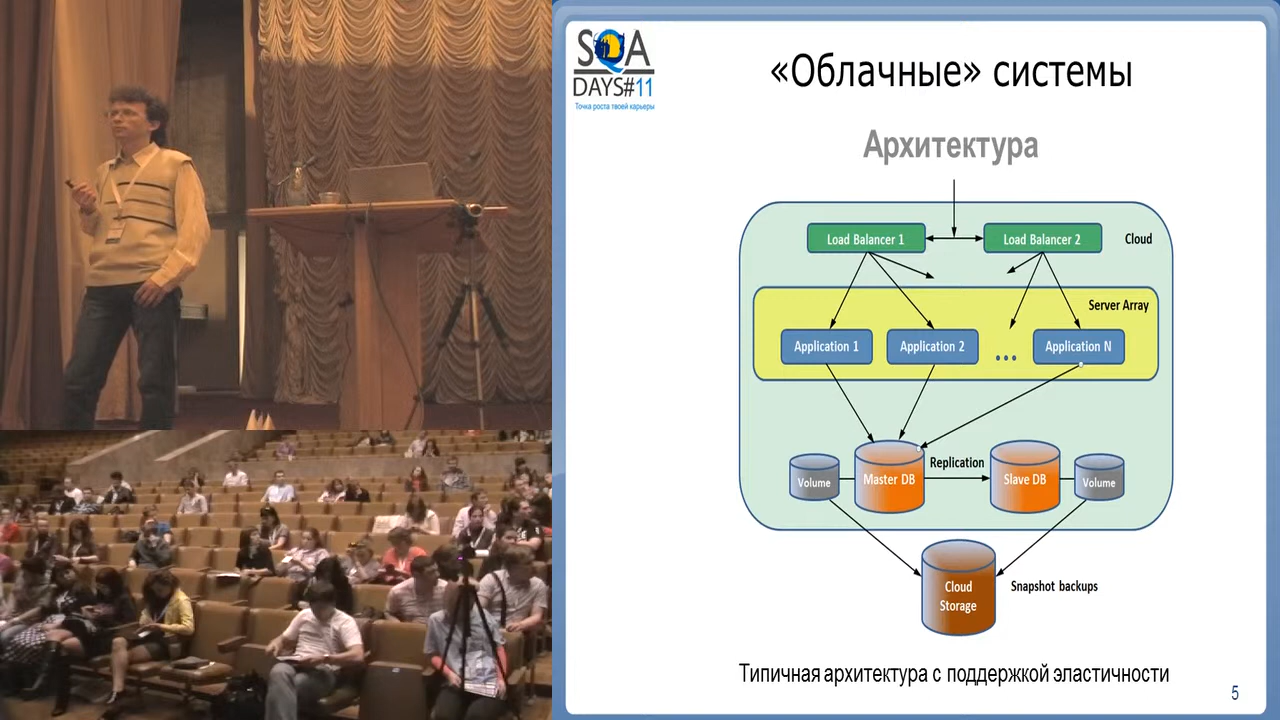 SQA
DAYS#11
Точка роста твоей карьеры
«Облачные» системы
Архитектура
Load Balancer 1
Load Balancer 2
Cloud
Server Array
Application 1
Application 2
...
Application N
Volume
Master DB
Replication
Slave DB
Volume
Cloud
Storage
Snapshot backups
Типичная архитектура с поддержкой эластичности
5